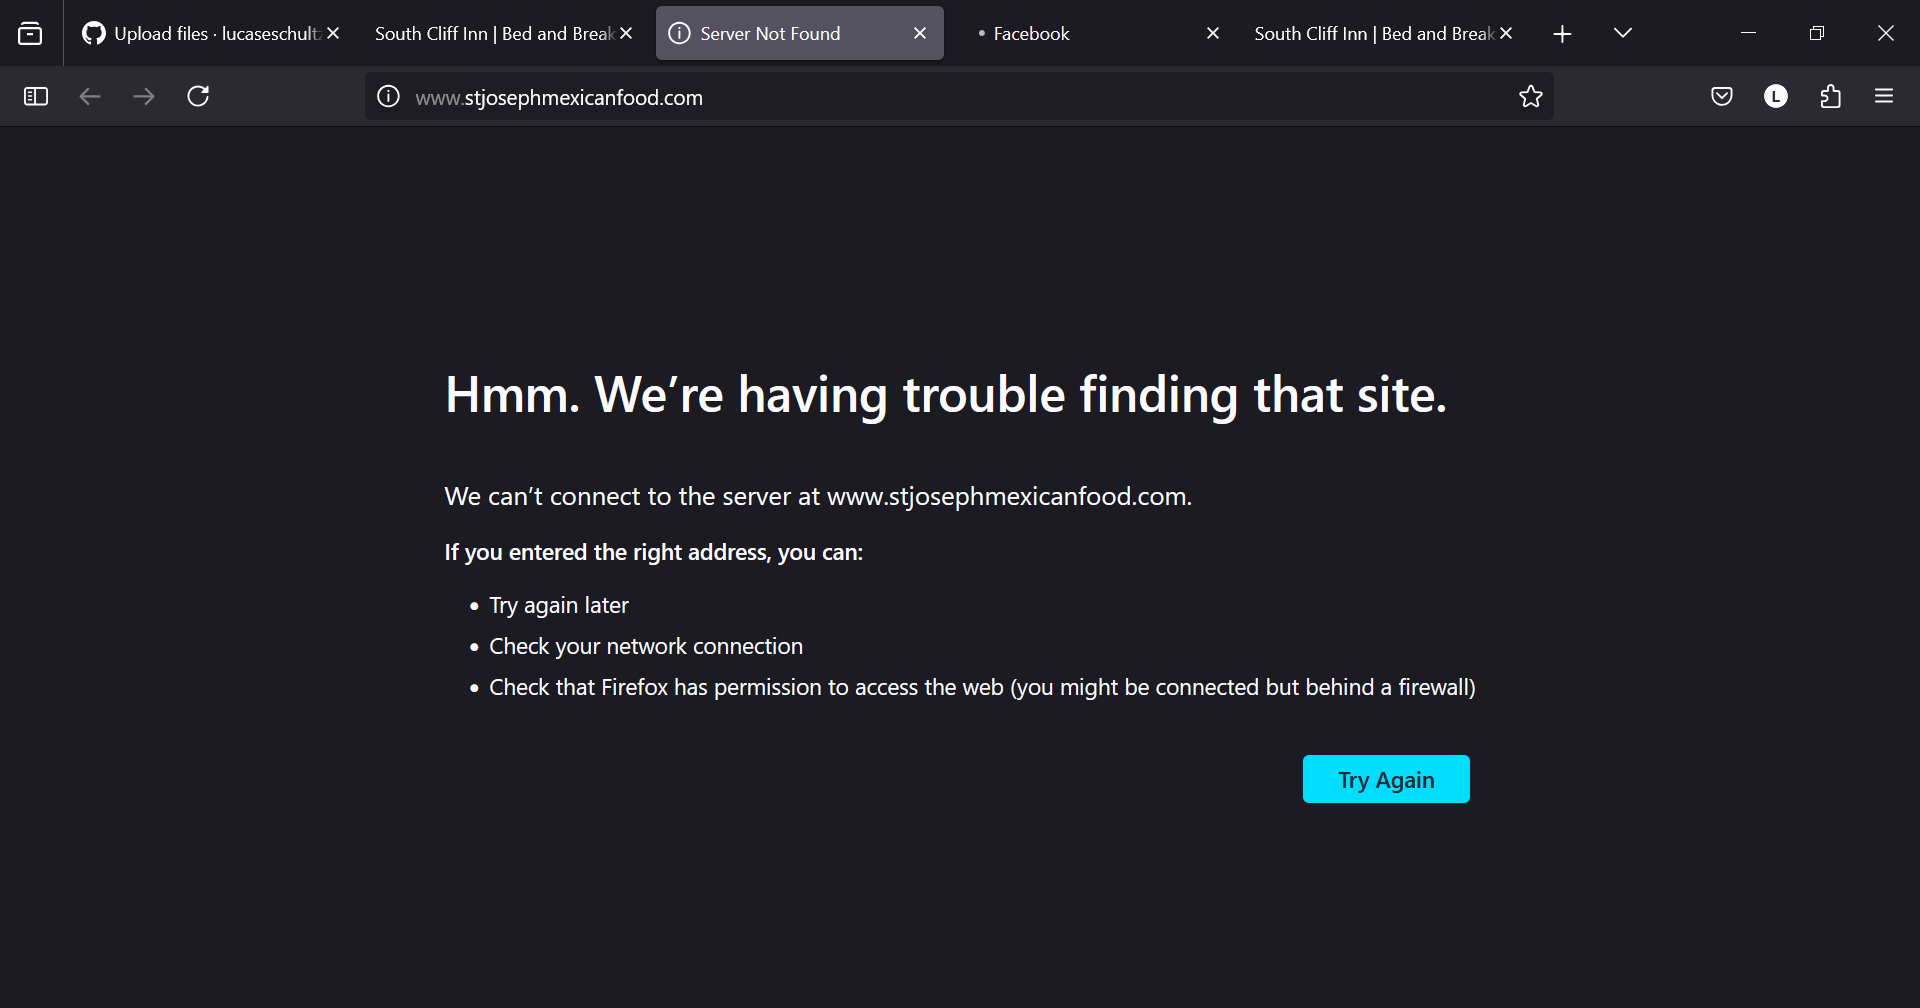 Upload files · lucaseschultz
South Cliff Inn | Bed and Break
Server Not Found
Facebook
South Cliff Inn | Bed and Break
www.stjosephmexicanfood.com
L
Hmm. We’re having trouble finding that site.
We can’t connect to the server at www.stjosephmexicanfood.com.
If you entered the right address, you can:
• Try again later
• Check your network connection
• Check that Firefox has permission to access the web (you might be connected but behind a firewall)
Try Again